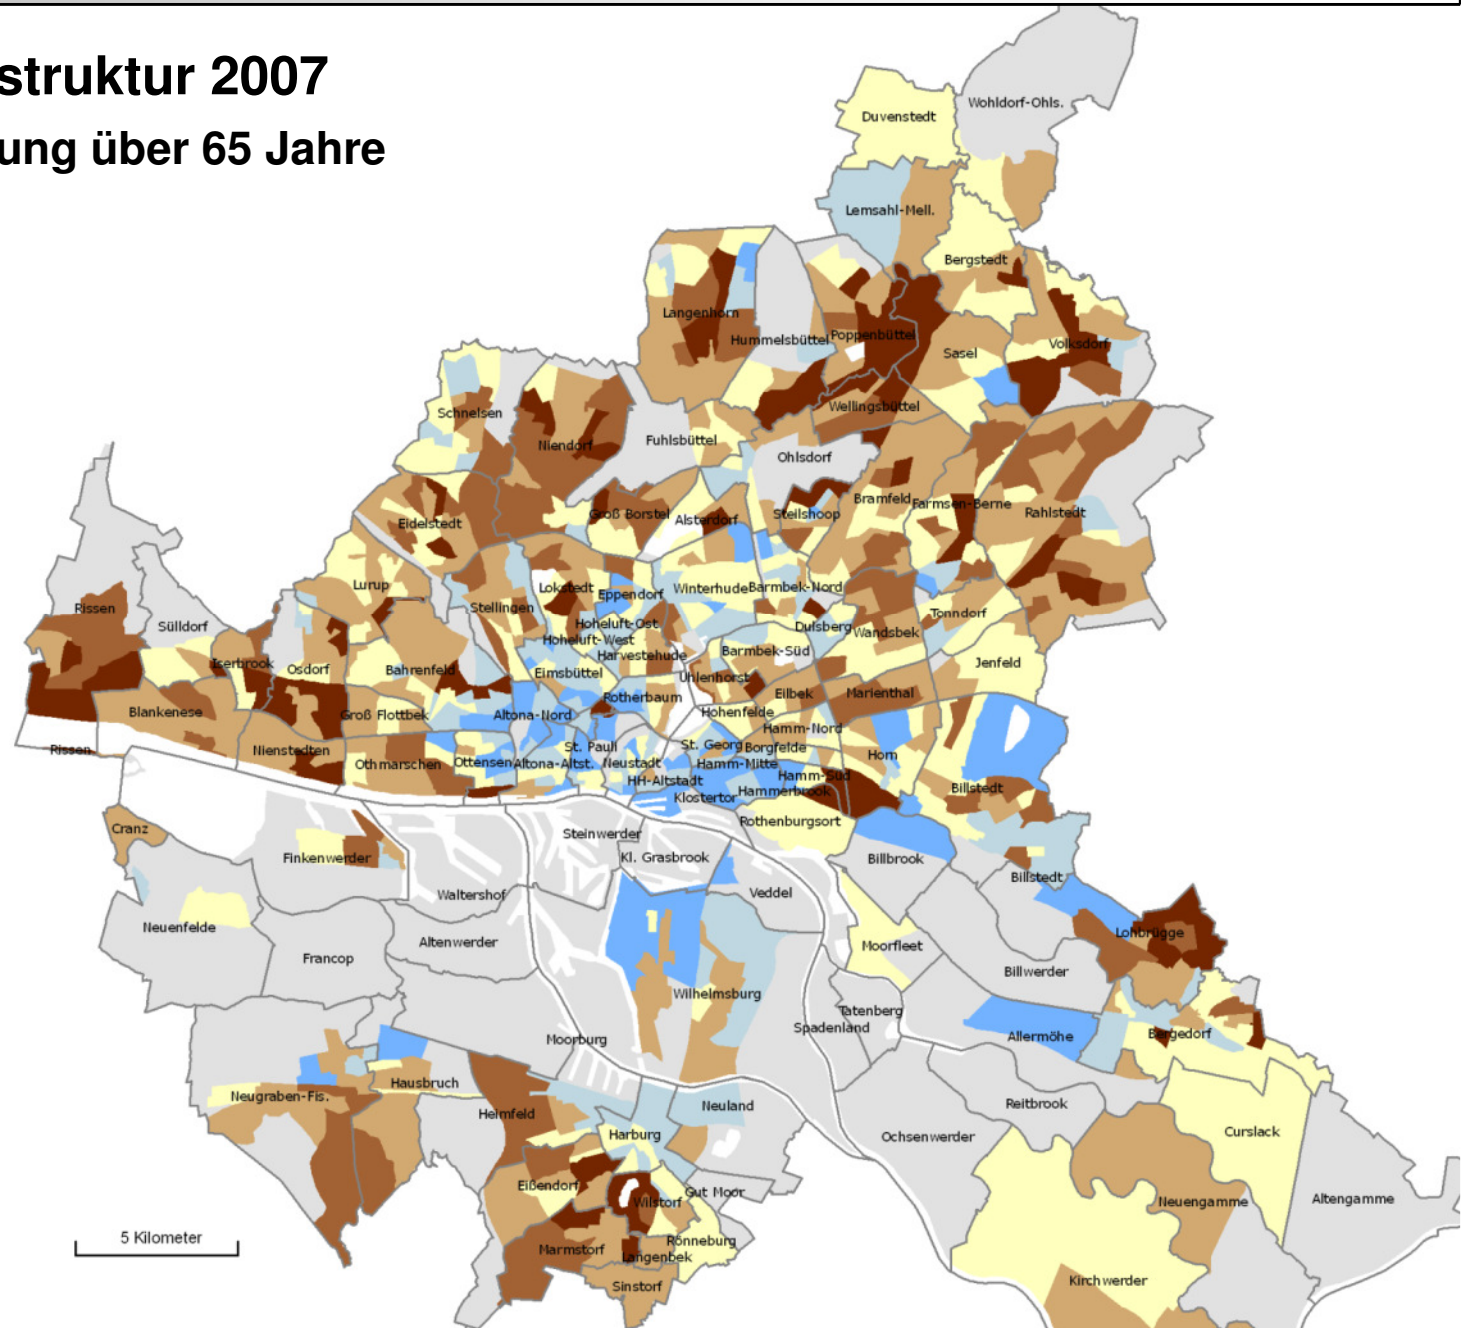 struktur 2007
ung über 65 Jahre
Wohldorf-Ohls.
Duvenstedt
Lemsahl-Mell.
Bergstedt
Langenhorn
Hummelsbüttel
Poppenbüttel
Sasel
Volksdorf
Wellingsbüttel
Schnelsen
Niendorf
Fuhlsbüttel
Ohlsdorf
Eidelstedt
Groß Borstel
Alsterdorf
Steilshoop
Bramfeld
Farmsen-Berne
Rahlstedt
Rissen
Sülldorf
Lurup
Stellingen
Lokstedt
Eppendorf
Winterhude
Barmbek-Nord
Hoheluft-Ost
Hoheluft-West
Harvestehude
Dulsberg
Wandsbek
Tonndorf
Iserbrook
Osdorf
Bahrenfeld
Eimsbüttel
Barmbek-Süd
Jenfeld
Uhlenhorst
Rotherbaum
Eilbek
Marienthal
Blankenese
Groß Flottbek
Altona-Nord
Hohenfelde
Hamm-Nord
Rissen
Nienstedten
Othmarschen
Ottensen
Altona-Altst.
St. Pauli
Neustadt
St. Georg
Borgfelde
Horn
HH-Altstadt
Hamm-Mitte
Hamm-Süd
Klostertor
Hammerbrook
Billstedt
Cranz
Finkenwerder
Steinwerder
Kl. Grasbrook
Rothenburgsort
Billbrook
Billstedt
Waltershof
Veddel
Neuenfelde
Altenwerder
Francop
Moorfleet
Lohbrügge
Billwerder
Wilhelmsburg
Tatenberg
Spadenland
Allermöhe
Bergedorf
Moorburg
Neugraben-Fis.
Hausbruch
Heimfeld
Neuland
Harburg
Reitbrook
Ochsenwerder
Curslack
Eißendorf
Wilstorf
Gut Moor
Neuengamme
Altengamme
5 Kilometer
Marmstorf
Langenbek
Rönneburg
Sinstorf
Kirchwerder